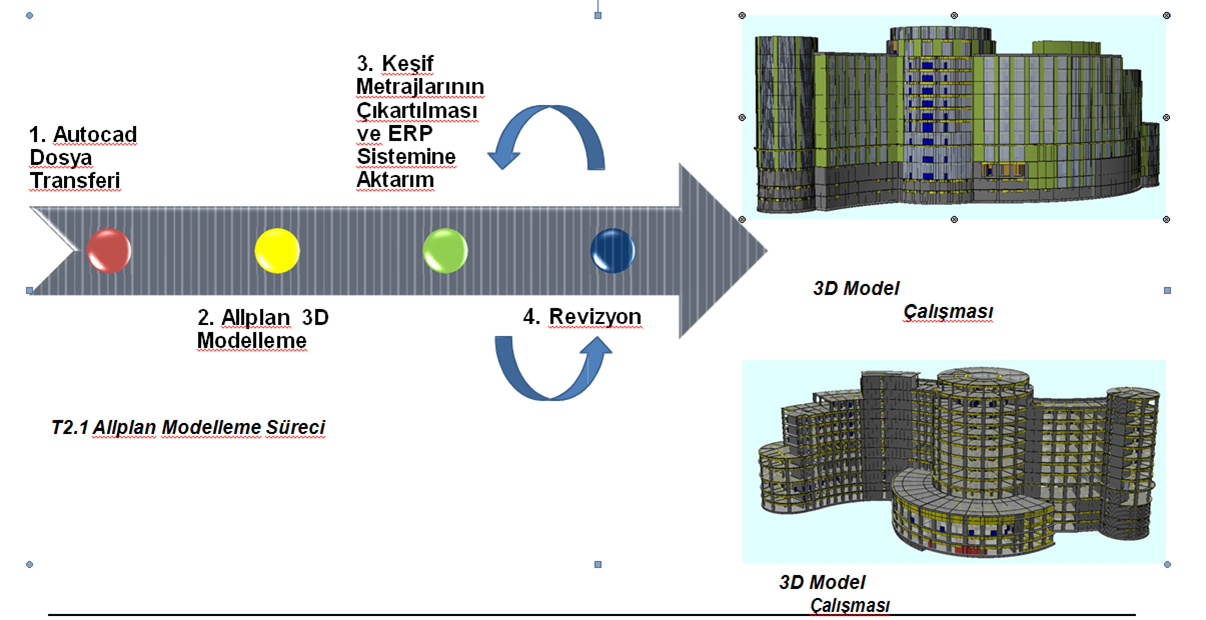 1. Autocad
Dosya
Transferi
2. Allplan 3D
Modelleme
3. Keşif
Metrajlarının
Çıkartılması
ve ERP
Sistemine
Aktarım
4. Revizyon
T2.1 Allplan Modelleme Süreci
3D Model
Çalışması
3D Model
Çalışması